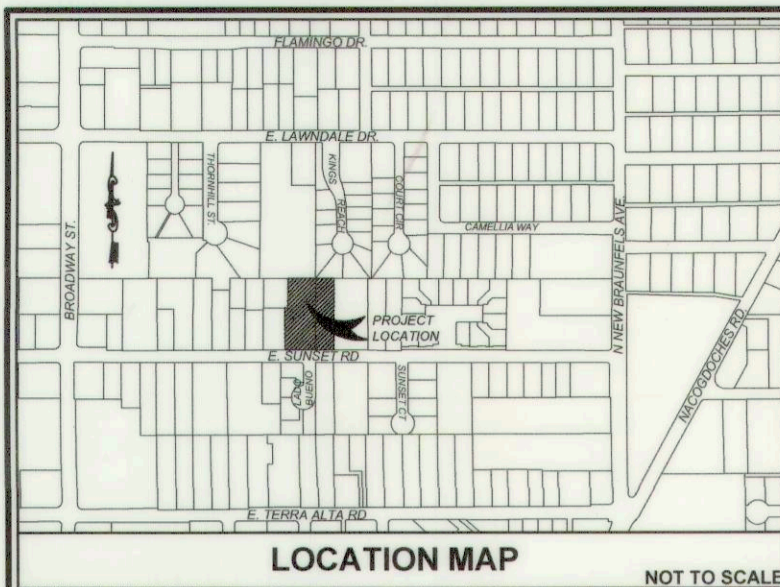 FLAMINGO DR.
E. LAWNDALE DR.
THORNHILL ST.
KINGS
REACH
COURT CIR
CAMELLIA WAY
BROADWAY ST.
N NEW BRAUNFELS AVE.
NACOGDOCHES RD
PROJECT
LOCATION
E. SUNSET RD
LADO
BUENO
SUNSET CT
E. TERRA ALTA RD
LOCATION MAP
NOT TO SCALE